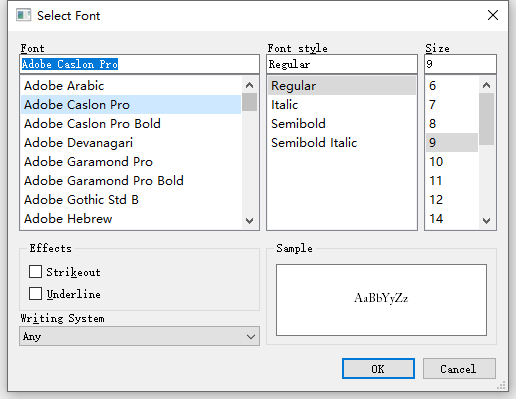 Select Font
Font Font style Size
Adobe Caslon Pro Regular 9
Adobe Arabic Regular 6
Adobe Caslon Pro Italic 7
Adobe Caslon Pro Bold Semibold 8
Adobe Devanagari Semibold Italic 9
Adobe Garamond Pro 10
Adobe Garamond Pro Bold 11
Adobe Gothic Std B 12
Adobe Hebrew 14
Effects Sample
Strikeout
Underline AaBbYyZz
Writing System
Any
OK Cancel